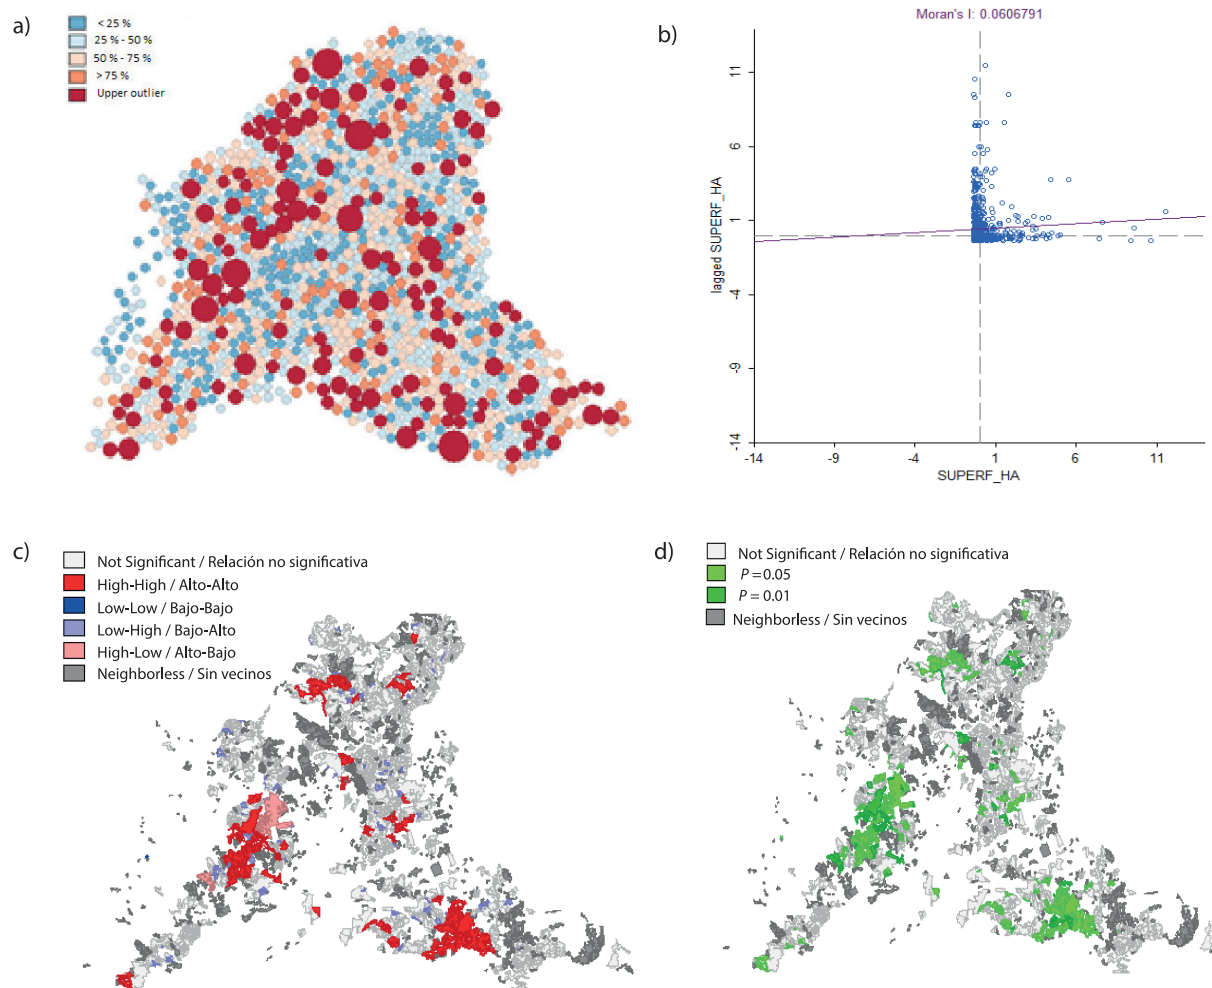 a)
< 25 %
25 % - 50 %
50 % - 75 %
> 75 %
Upper outlier
b)
Moran's I: 0.0606791
lagged SUPERF_HA
11
6
1
-4
-9
-14
-14
-9
-4
1
6
11
SUPERF_HA
c)
Not Significant / Relación no significativa
High-High / Alto-Alto
Low-Low / Bajo-Bajo
Low-High / Bajo-Alto
High-Low / Alto-Bajo
Neighborless / Sin vecinos
d)
Not Significant / Relación no significativa
P = 0.05
P = 0.01
Neighborless / Sin vecinos